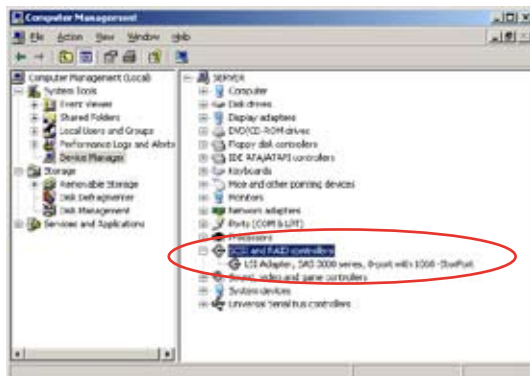 Computer Management
File Action View Window Help
Computer Management (Local)
System Tools
Event Viewer
Shared Folders
Local Users and Groups
Performance Logs and Alerts
Device Manager
Storage
Removable Storage
Disk Defragmenter
Disk Management
Services and Applications
SERVER
Computer
Disk drives
Display adapters
DVD/CD-ROM drives
Floppy disk controllers
IDE ATA/ATAPI controllers
Keyboards
Mice and other pointing devices
Monitors
Network adapters
Ports (COM & LPT)
Processors
SCSI and RAID controllers
LSI Adapter, SAS 3000 series, 8-port with 1068 -StorPort
Sound, video and game controllers
System devices
Universal Serial Bus controllers